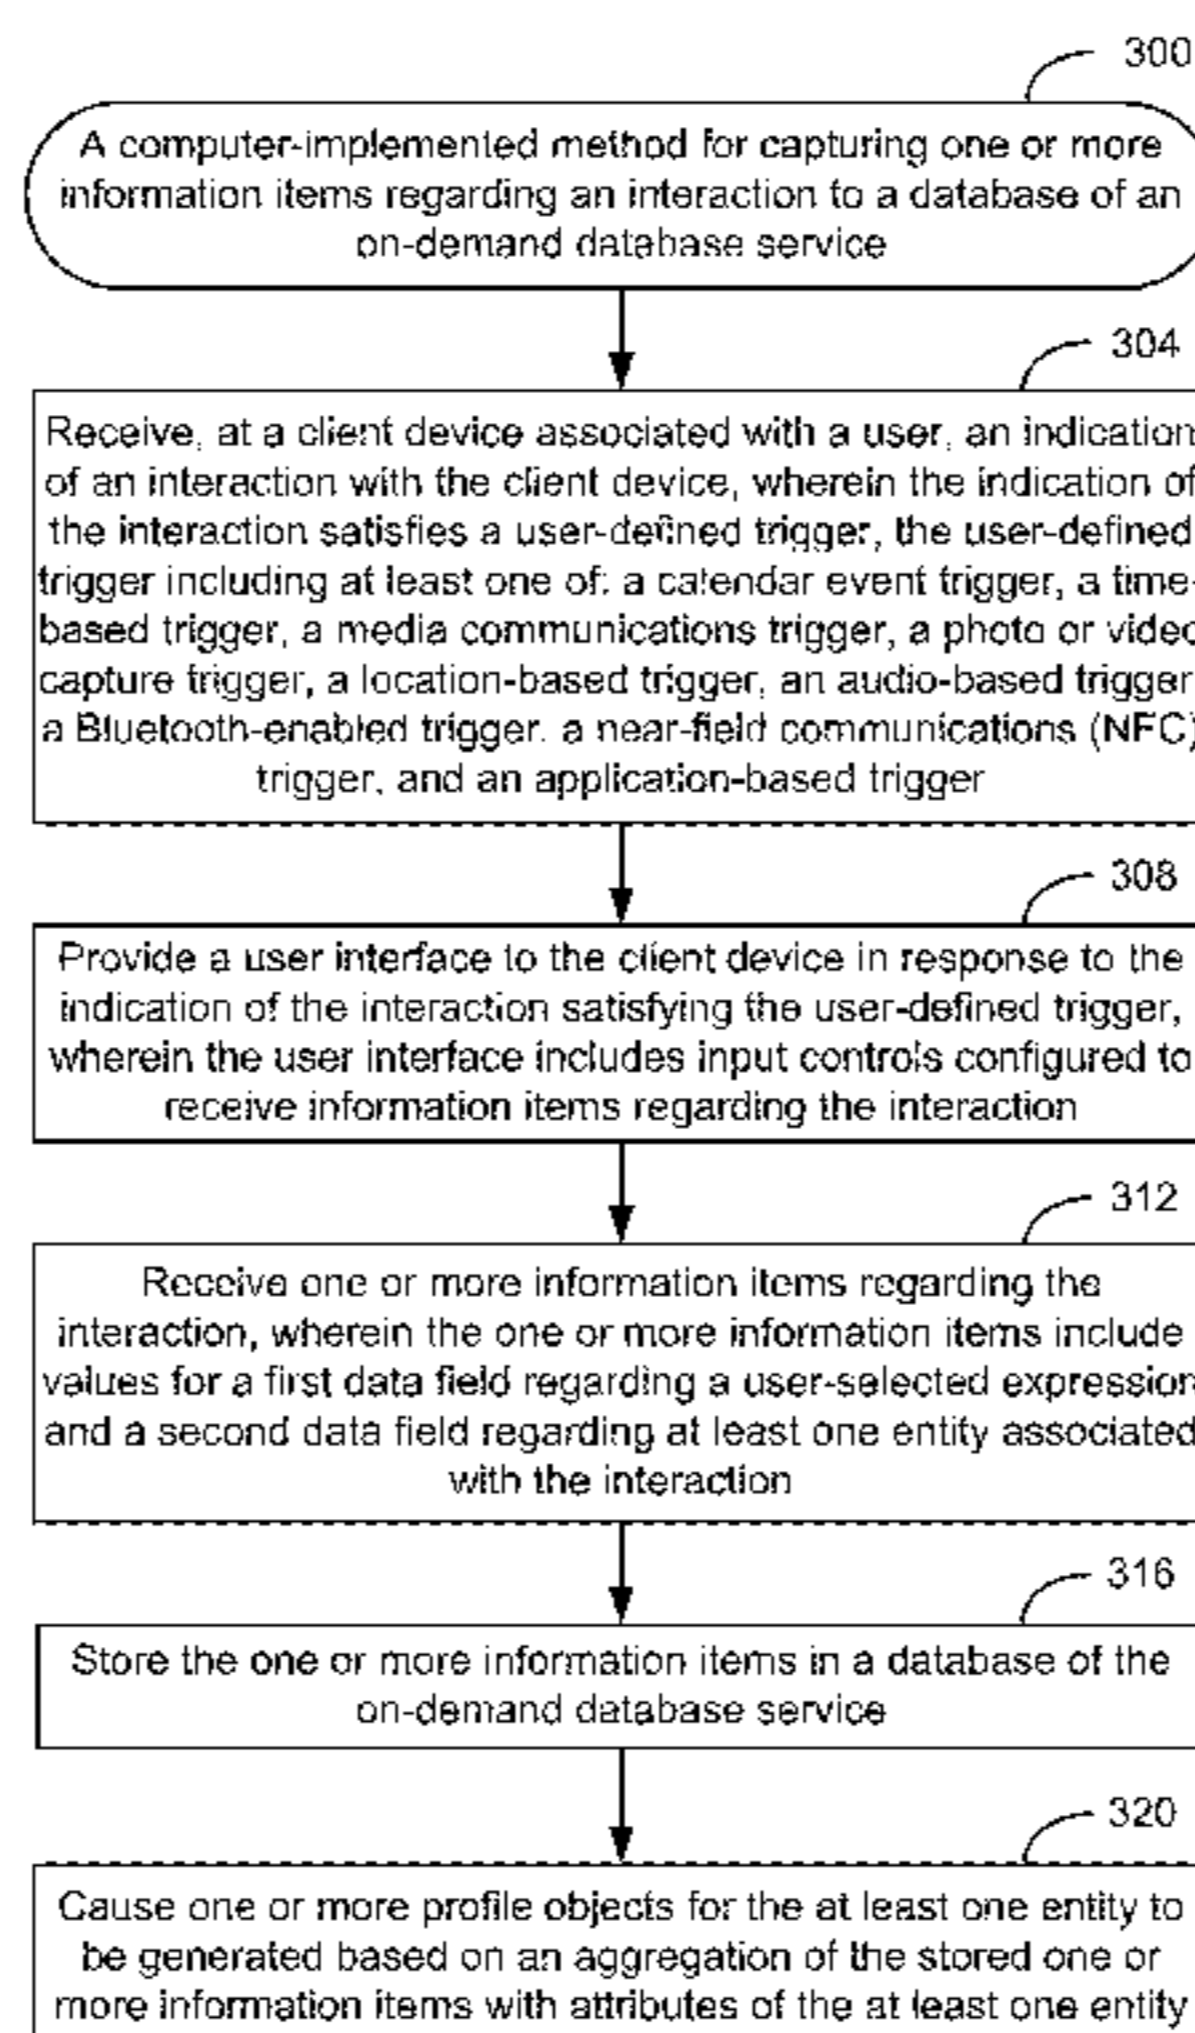 300
A computer-implemented method for capturing one or more
information items regarding an interaction to a database of an
on-demand database service
304
Receive, at a client device associated with a user, an indication
of an interaction with the client device, wherein the indication of
the interaction satisfies a user-defined trigger, the user-defined
trigger including at least one of: a calendar event trigger, a time-
based trigger, a media communications trigger, a photo or video
capture trigger, a location-based trigger, an audio-based trigger
a Bluetooth-enabled trigger, a near-field communications (NFC)
trigger, and an application-based trigger
308
Provide a user interface to the client device in response to the
indication of the interaction satisfying the user-defined trigger,
wherein the user interface includes input controls configured to
receive information items regarding the interaction
312
Receive one or more information items regarding the
interaction, wherein the one or more information items include
values for a first data field regarding a user-selected expression
and a second data field regarding at least one entity associated
with the interaction
316
Store the one or more information items in a database of the
on-demand database service
320
Cause one or more profile objects for the at least one entity to
be generated based on an aggregation of the stored one or
more information items with attributes of the at least one entity